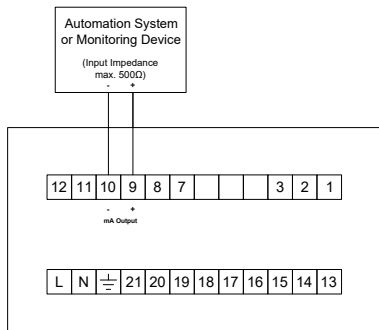 Automation System
or Monitoring Device
(Input Impedance
max. 500Ω)
- +
12 11 10 9 8 7 3 2 1
- +
mA Output
L N 21 20 19 18 17 16 15 14 13